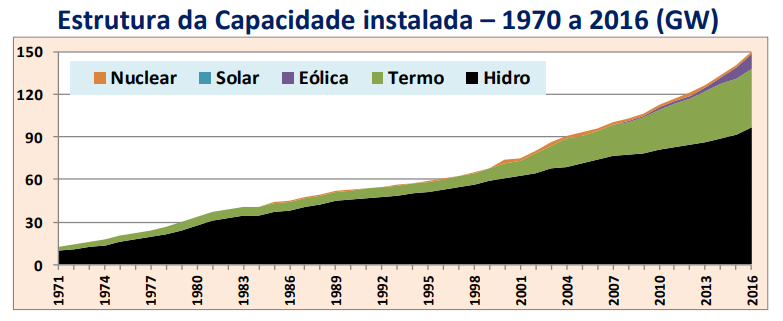 Estrutura da Capacidade instalada – 1970 a 2016 (GW)
150
120
90
60
30
0
Nuclear Solar Eólica Termo Hidro
1971 1974 1977 1980 1983 1986 1989 1992 1995 1998 2001 2004 2007 2010 2013 2016